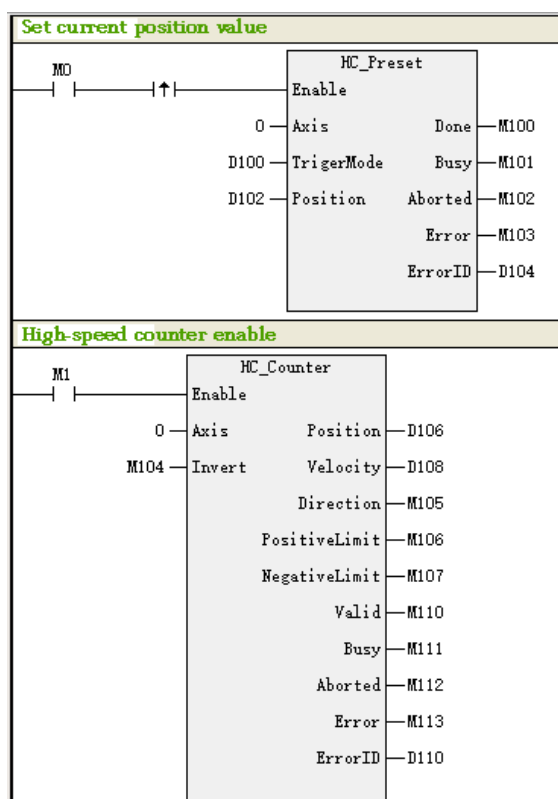 Set current position value
HC_Preset
M0
Enable
0 Axis Done M100
D100 TrigerMode Busy M101
D102 Position Aborted M102
Error M103
ErrorID D104
High-speed counter enable
HC_Counter
M1
Enable
0 Axis Position D106
M104 Invert Velocity D108
Direction M105
PositiveLimit M106
NegativeLimit M107
Valid M110
Busy M111
Aborted M112
Error M113
ErrorID D110